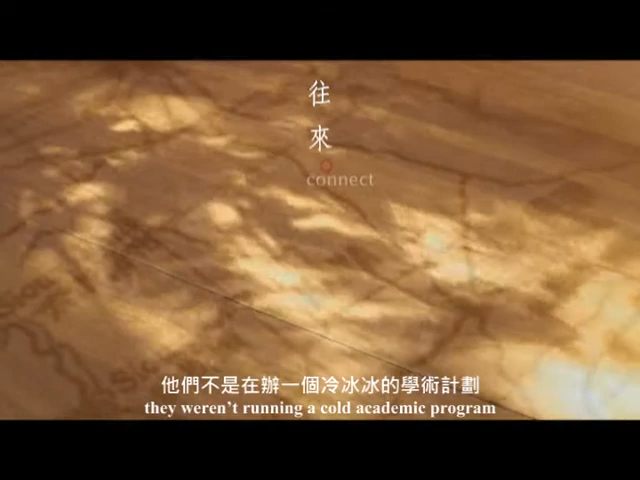 往
來
connect
他們不是在辦一個冷冰冰的學術計劃
they weren't running a cold academic program